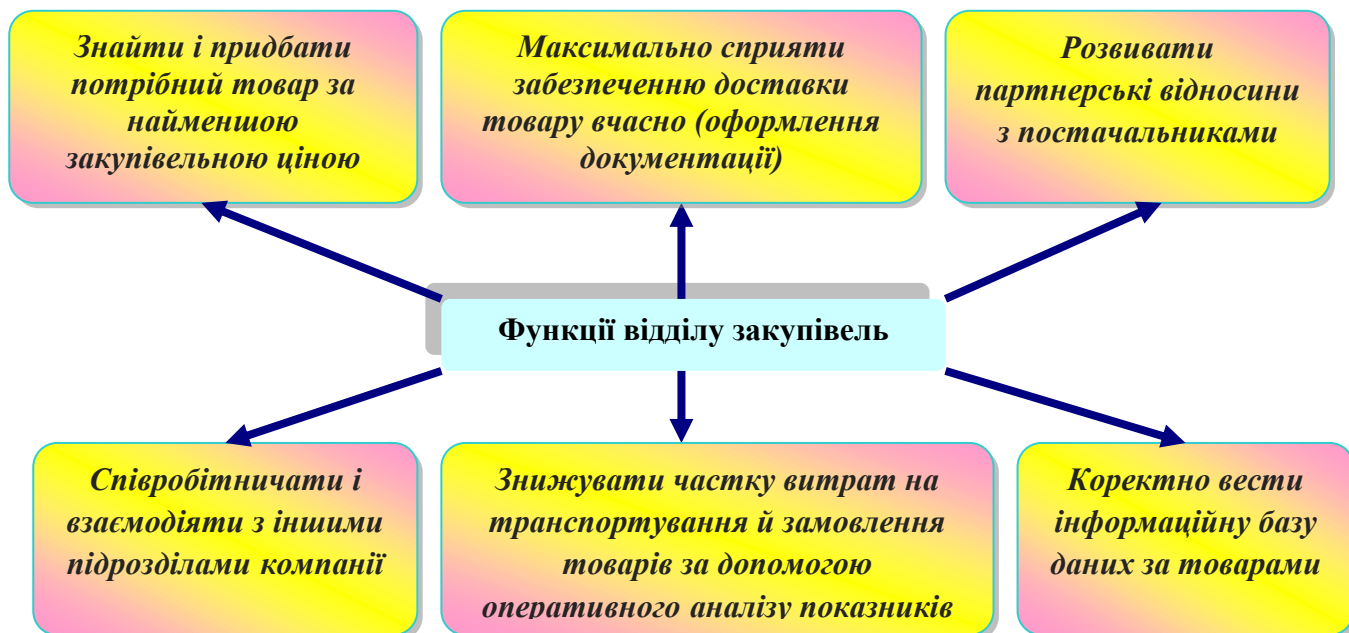 Знайти і придбати
потрібний товар за
найменшою
закупівельною ціною
Максимально сприяти
забезпеченню доставки
товару вчасно (оформлення
документації)
Розвивати
партнерські відносини
з постачальниками
Функції відділу закупівель
Співробітничати і
взаємодіяти з іншими
підрозділами компанії
Знижувати частку витрат на
транспортування й замовлення
товарів за допомогою
оперативного аналізу показників
Коректно вести
інформаційну базу
даних за товарами